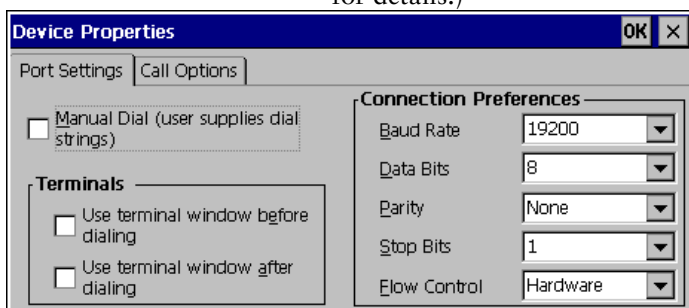 for details.)
Device Properties OK ×
Port Settings Call Options
Manual Dial (user supplies dial
strings)
Terminals
Use terminal window before
dialing
Use terminal window after
dialing
Connection Preferences
Baud Rate 19200
Data Bits 8
Parity None
Stop Bits 1
Flow Control Hardware